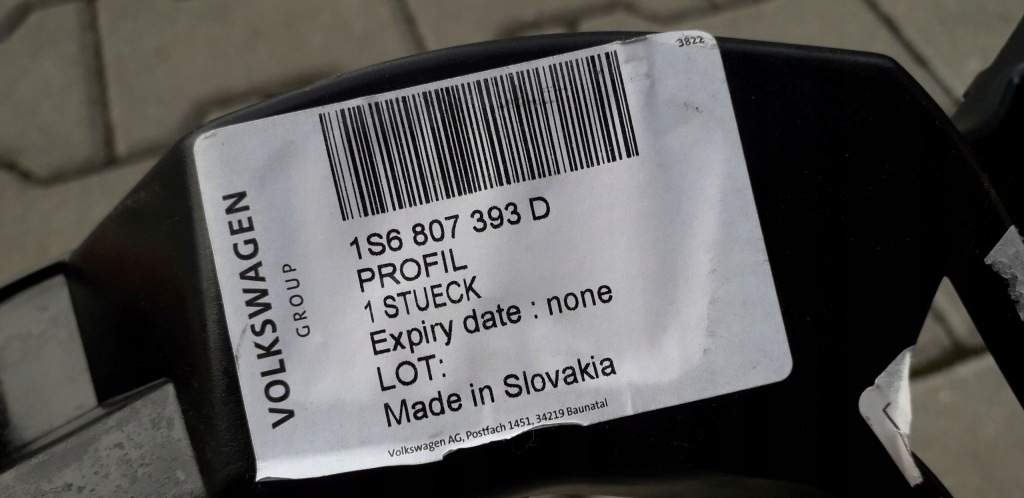 3822
VOLKSWAGEN
GROUP
1S6 807 393 D
PROFIL
1 STUECK
Expiry date : none
LOT:
Made in Slovakia
Volkswagen AG, Postfach 1451, 34219 Baunatal